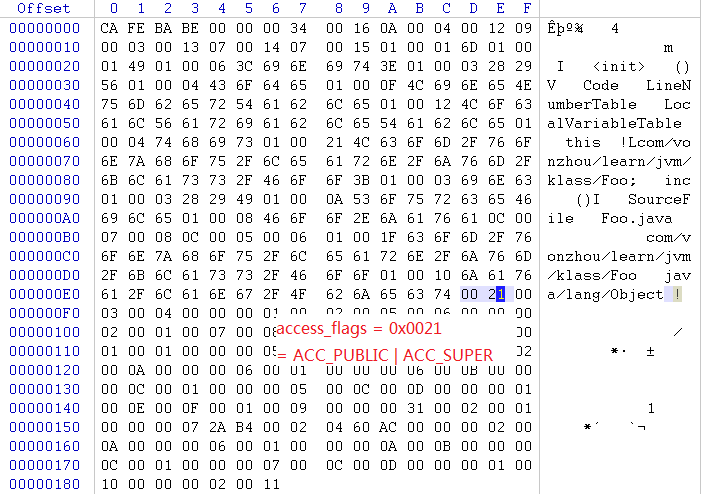 Offset 0 1 2 3 4 5 6 7 8 9 A B C D E F
00000000 CA FE BA BE 00 00 00 34 00 16 0A 00 04 00 12 09 Êþº¾ 4
00000010 00 03 00 13 07 00 14 07 00 15 01 00 01 6D 01 00 m
00000020 01 49 01 00 06 3C 69 6E 69 74 3E 01 00 03 28 29 I <init> ()
00000030 56 01 00 04 43 6F 64 65 01 00 0F 4C 69 6E 65 4E V Code LineN
00000040 75 6D 62 65 72 54 61 62 6C 65 01 00 12 4C 6F 63 umberTable Loc
00000050 61 6C 56 61 72 69 61 62 6C 65 54 61 62 6C 65 01 alVariableTable
00000060 00 04 74 68 69 73 01 00 21 4C 63 6F 6D 2F 76 6F this !Lcom/vo
00000070 6E 7A 68 6F 75 2F 6C 65 61 72 6E 2F 6A 76 6D 2F nzhou/learn/jvm/
00000080 6B 6C 61 73 73 2F 46 6F 6F 3B 01 00 03 69 6E 63 klass/Foo; inc
00000090 01 00 03 28 29 49 01 00 0A 53 6F 75 72 63 65 46 ()I SourceF
000000A0 69 6C 65 01 00 08 46 6F 6F 2E 6A 61 76 61 0C 00 ile Foo.java
000000B0 07 00 08 0C 00 05 00 06 01 00 1F 63 6F 6D 2F 76 com/v
000000C0 6F 6E 7A 68 6F 75 2F 6C 65 61 72 6E 2F 6A 76 6D onzhou/learn/jvm
000000D0 2F 6B 6C 61 73 73 2F 46 6F 6F 01 00 10 6A 61 76 /klass/Foo jav
000000E0 61 2F 6C 61 6E 67 2F 4F 62 6A 65 63 74 00 21 00 a/lang/Object !
000000F0 03 00 04 00 00 00 01 00 02 00 05 00 06 00 00 00
00000100 02 00 01 00 07 00 08 00 /
access_flags = 0x0021
00000110 01 00 01 00 00 00 05 02 *· ±
= ACC_PUBLIC | ACC_SUPER
00000120 00 0A 00 00 00 06 00 01 00 00 00 06 00 0B 00 00
00000130 00 0C 00 01 00 00 00 05 00 0C 00 0D 00 00 00 01
00000140 00 0E 00 0F 00 01 00 09 00 00 00 31 00 02 00 01 1
00000150 00 00 00 07 2A B4 00 02 04 60 AC 00 00 00 02 00 *´ `¬
00000160 0A 00 00 00 06 00 01 00 00 00 0A 00 0B 00 00 00
00000170 0C 00 01 00 00 00 07 00 0C 00 0D 00 00 00 01 00
00000180 10 00 00 00 02 00 11